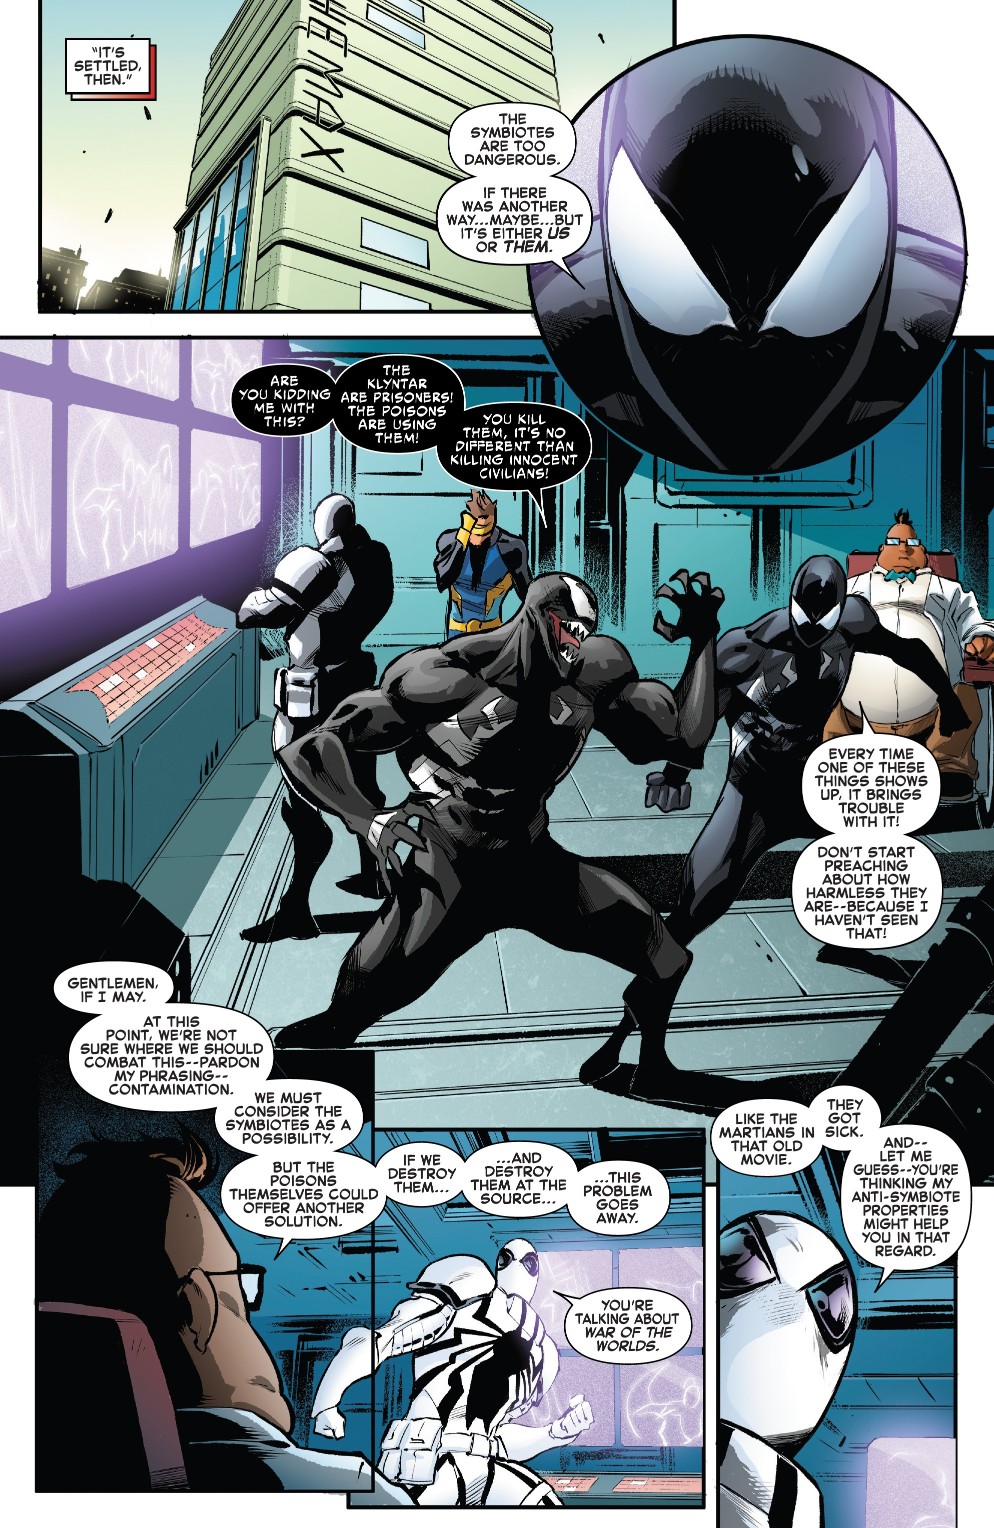 "IT'S
SETTLED,
THEN."
HEMAX
THE
SYMBIOTES
ARE TOO
DANGEROUS.
IF THERE
WAS ANOTHER
WAY...MAYBE...BUT
IT'S EITHER US
OR THEM.
ARE
YOU KIDDING
ME WITH
THIS?
THE
KLYNTAR
ARE PRISONERS!
THE POISONS
ARE USING
THEM!
YOU KILL
THEM, IT'S NO
DIFFERENT THAN
KILLING INNOCENT
CIVILIANS!
EVERY TIME
ONE OF THESE
THINGS SHOWS
UP, IT BRINGS
TROUBLE
WITH IT!
DON'T START
PREACHING
ABOUT HOW
HARMLESS THEY
ARE--BECAUSE I
HAVEN'T SEEN
THAT!
GENTLEMEN,
IF I MAY.
AT THIS
POINT, WE'RE NOT
SURE WHERE WE SHOULD
COMBAT THIS--PARDON
MY PHRASING--
CONTAMINATION.
WE MUST
CONSIDER THE
SYMBIOTES AS A
POSSIBILITY.
BUT THE
POISONS
THEMSELVES COULD
OFFER ANOTHER
SOLUTION.
IF WE
DESTROY
THEM...
...AND
DESTROY
THEM AT THE
SOURCE...
...THIS
PROBLEM
GOES
AWAY.
YOU'RE
TALKING ABOUT
WAR OF THE
WORLDS.
LIKE THE
MARTIANS IN
THAT OLD
MOVIE.
THEY
GOT
SICK.
AND--
LET ME
GUESS--YOU'RE
THINKING MY
ANTI-SYMBIOTE
PROPERTIES
MIGHT HELP
YOU IN THAT
REGARD.